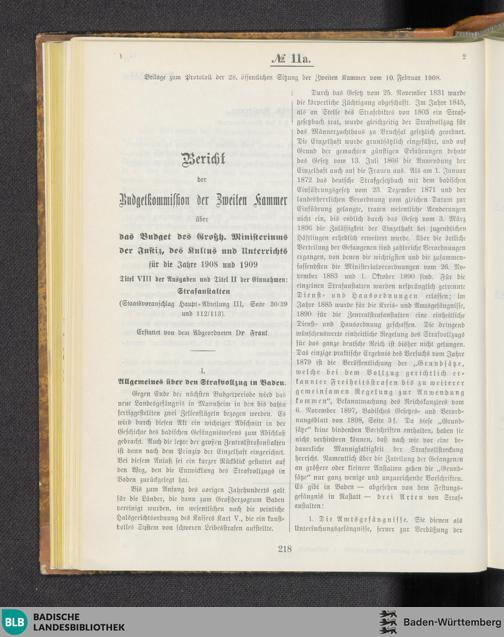 № 11a.
2
Beilage zum Protokoll der 28. öffentlichen Sitzung der Zweiten Kammer vom 10. Februar 1908.
Bericht
der
Budgetkommission der Zweiten Kammer
über
das Budget des Großh. Ministeriums
der Justiz, des Kultus und Unterrichts
für die Jahre 1908 und 1909
Titel VIII der Ausgaben und Titel II der Einnahmen:
Strafanstalten
(Staatsvoranschlag Haupt-Abteilung III, Seite 30/39
und 112/113).
Erstattet von dem Abgeordneten Dr.
I.
Allgemeines über den Strafvollzug in Baden.
Gegen Ende der nächsten Budgetperiode wird das
neue Landesgefängnis in Mannheim in den bis dahin
fertiggestellten zwei Zellenflügeln bezogen werden. Es
wird durch diesen Akt ein wichtiger Abschnitt in der
Geschichte des badischen Gefängniswesens zum Abschluß
gebracht. Auch die letzte der großen Zentralstrafanstalten
ist dann nach dem Prinzip der Einzelhaft eingerichtet.
Bei diesem Anlaß sei ein kurzer Rückblick gestattet auf
den Weg, den die Entwicklung des Strafvollzugs in
Baden zurückgelegt hat.
Bis zum Anfang des vorigen Jahrhunderts galt
für die Länder, die dann zum Großherzogtum Baden
vereinigt wurden, im wesentlichen noch die peinliche
Halsgerichtsordnung des Kaisers Karl V., die ein kunst-
volles System von schweren Leibesstrafen aufstellte.
Durch das Gesetz vom 25. November 1831 wurde
die körperliche Züchtigung abgeschafft. Im Jahre 1845,
als an Stelle des Strafedikts von 1803 ein Straf-
gesetzbuch trat, wurde gleichzeitig der Strafvollzug für
das Männerzuchthaus zu Bruchsal gesetzlich geordnet.
Die Einzelhaft wurde grundsätzlich eingeführt, und auf
Grund der gemachten günstigen Erfahrungen dehnte
das Gesetz vom 13. Juli 1866 die Anwendung der
Einzelhaft auch auf die Frauen aus. Als am 1. Januar
1872 das deutsche Strafgesetzbuch mit dem badischen
Einführungsgesetz vom 23. Dezember 1871 und der
landesherrlichen Verordnung vom gleichen Datum zur
Einführung gelangte, traten wesentliche Aenderungen
nicht ein, bis endlich durch das Gesetz vom 3. März
1896 die Zulässigkeit der Einzelhaft bei jugendlichen
Häftlingen erheblich erweitert wurde. Über die örtliche
Verteilung der Gefangenen sind zahlreiche Verordnungen
ergangen, von denen die wichtigsten und die zusammen-
fassendsten die Ministerialverordnungen vom 26. No-
vember 1883 und 1. Oktober 1890 sind. Für die
einzelnen Strafanstalten wurden ursprünglich getrennte
Dienst- und Hausordnungen erlassen; im
Jahre 1885 wurde für die Kreis- und Amtsgefängnisse,
1890 für die Zentralstrafanstalten eine einheitliche
Dienst- und Hausordnung geschaffen. Die dringend
wünschenswerte einheitliche Regelung des Strafvollzugs
für das ganze deutsche Reich ist bisher nicht gelungen.
Das einzige praktische Ergebnis des Versuchs vom Jahre
1879 ist die Veröffentlichung der „Grundsätze,
welche bei dem Vollzug gerichtlich er-
kannter Freiheitsstrafen bis zu weiterer
gemeinsamen Regelung zur Anwendung
kommen“, Bekanntmachung des Reichskanzlers vom
6. November 1897, Badisches Gesetzes- und Verord-
nungsblatt von 1898, Seite 3 f. Da diese „Grund-
sätze“ keine bindenden Vorschriften enthalten, haben sie
nicht verhindern können, daß nach wie vor eine be-
dauerliche Mannigfaltigkeit der Strafvollstreckung
herrscht. Namentlich über die Zuteilung der Gefangenen
an größere oder kleinere Anstalten geben die „Grund-
sätze“ nur ganz wenige und unzureichende Vorschriften.
Es gibt in Baden — abgesehen von dem Festungs-
gefängnis in Rastatt — drei Arten von Straf-
anstalten:
1. Die Amtsgefängnisse. Sie dienen als
Untersuchungsgefängnisse, ferner zur Verbüßung der
218
BLB
BADISCHE
LANDESBIBLIOTHEK
Baden-Württemberg